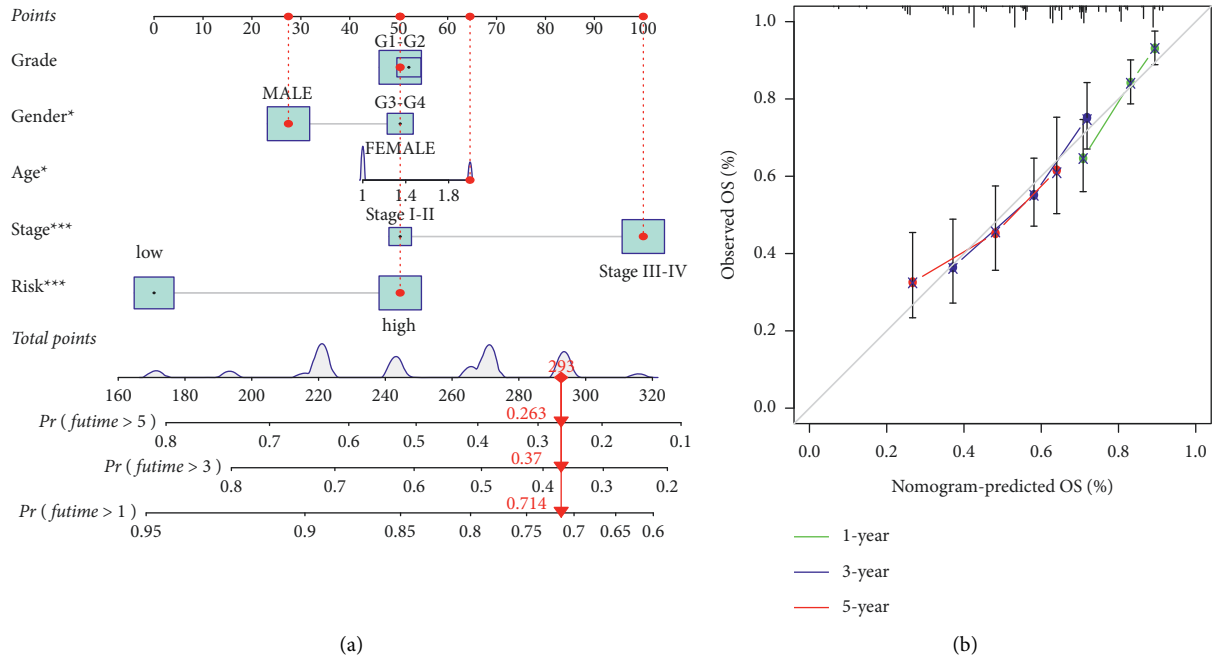 Points
0 10 20 30 40 50 60 70 80 90 100
G1-G2
Grade
MALE
G3-G4
Gender*
FEMALE
Age*
1 1.4 1.8
Stage I-II
Stage***
Stage III-IV
low
Risk***
high
Total points
293
160 180 200 220 240 260 280 300 320
0.263
Pr ( futime > 5)
0.8 0.7 0.6 0.5 0.4 0.3 0.2 0.1
0.37
Pr ( futime > 3)
0.8 0.7 0.6 0.5 0.4 0.3 0.2
0.714
Pr ( futime > 1)
0.95 0.9 0.85 0.8 0.75 0.7 0.65 0.6
(a)
Observed OS (%)
1.0
0.8
0.6
0.4
0.2
0.0
0.0 0.2 0.4 0.6 0.8 1.0
Nomogram-predicted OS (%)
1-year
3-year
5-year
(b)